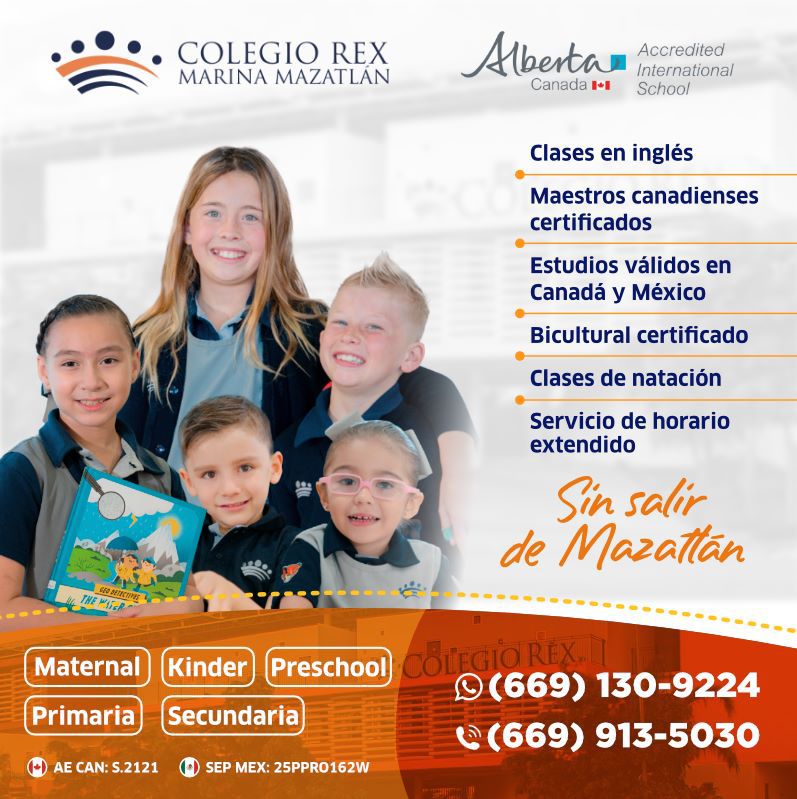 COLEGIO REX
MARINA MAZATLÁN
Alberta
Canada
Accredited
International
School
Clases en inglés
Maestros canadienses
certificados
Estudios válidos en
Canadá y México
Bicultural certificado
Clases de natación
Servicio de horario
extendido
Sin salir
de Mazatlán
GEO DETECTIVES
COLEGIO REX
Maternal
Kinder
Preschool
Primaria
Secundaria
(669) 130-9224
(669) 913-5030
AE CAN: S.2121
SEP MEX: 25PPRO162W